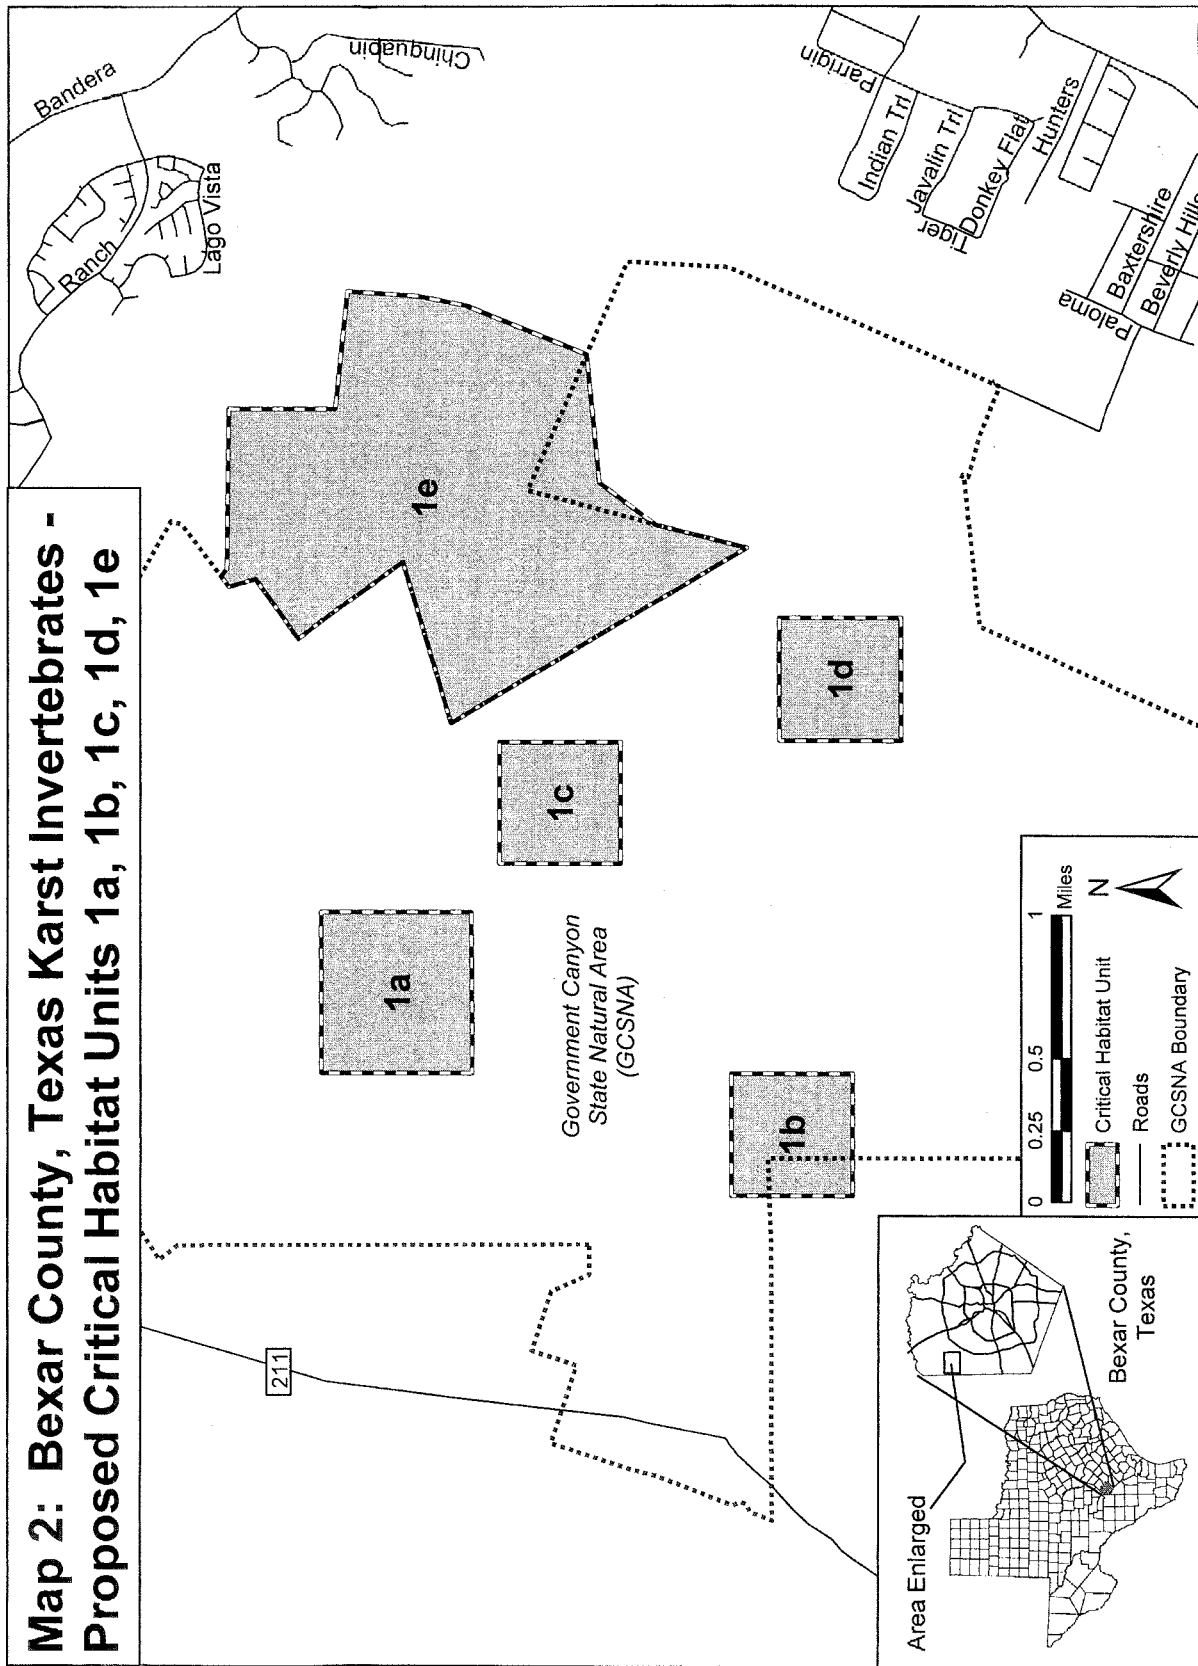 Map 2: Bexar County, Texas Karst Invertebrates -
Proposed Critical Habitat Units 1a, 1b, 1c, 1d, 1e
Bandera
Ranch
Lago Vista
Chinquapin
211
1a
1b
1c
1d
1e
Government Canyon
State Natural Area
(GCSNA)
Parrigin
Indian Trl
Javalin Trl
Tiger
Donkey Flat
Hunters
Paloma
Baxtershire
Beverly Hills
Area Enlarged
Bexar County,
Texas
0 0.25 0.5 1
Miles
Critical Habitat Unit
Roads
GCSNA Boundary
N